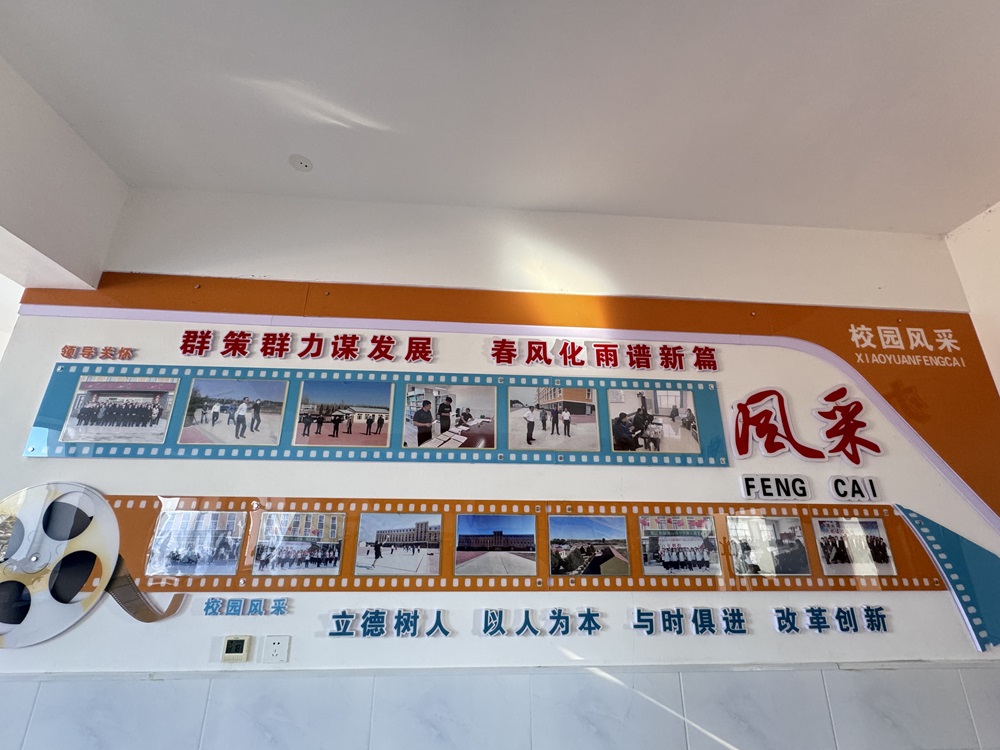 校园风采
XIAOYUANFENGCAI
领导关怀
群策群力谋发展 春风化雨谱新篇
风采
FENG CAI
校园风采
立德树人 以人为本 与时俱进 改革创新